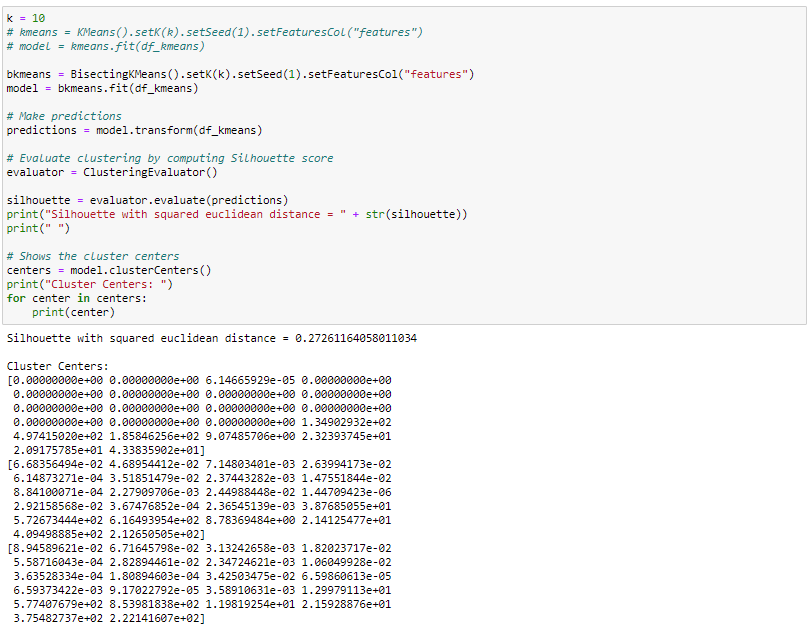 k = 10
# kmeans = KMeans().setK(k).setSeed(1).setFeaturesCol("features")
# model = kmeans.fit(df_kmeans)
bkmeans = BisectingKMeans().setK(k).setSeed(1).setFeaturesCol("features")
model = bkmeans.fit(df_kmeans)
# Make predictions
predictions = model.transform(df_kmeans)
# Evaluate clustering by computing Silhouette score
evaluator = ClusteringEvaluator()
silhouette = evaluator.evaluate(predictions)
print("Silhouette with squared euclidean distance = " + str(silhouette))
print(" ")
# Shows the cluster centers
centers = model.clusterCenters()
print("Cluster Centers: ")
for center in centers:
    print(center)
Silhouette with squared euclidean distance = 0.27261164058011034
Cluster Centers:
[0.00000000e+00 0.00000000e+00 6.14665929e-05 0.00000000e+00
 0.00000000e+00 0.00000000e+00 0.00000000e+00 0.00000000e+00
 0.00000000e+00 0.00000000e+00 0.00000000e+00 0.00000000e+00
 0.00000000e+00 0.00000000e+00 0.00000000e+00 1.34902932e+02
 4.97415020e+02 1.85846256e+02 9.07485706e+00 2.32393745e+01
 2.09175785e+01 4.33835902e+01]
[6.68356494e-02 4.68954412e-02 7.14803401e-03 2.63994173e-02
 6.14873271e-04 3.51851479e-02 2.37443282e-03 1.47551844e-02
 8.84100071e-04 2.27909706e-03 2.44988448e-02 1.44709423e-06
 2.92158568e-02 3.67476852e-04 2.36545139e-03 3.87685055e+01
 5.72673444e+02 6.16493954e+02 8.78369484e+00 2.14125477e+01
 4.09498885e+02 2.12650505e+02]
[8.94589621e-02 6.71645798e-02 3.13242658e-03 1.82023717e-02
 5.58716043e-04 2.82894461e-02 2.34724621e-03 1.06049928e-02
 3.63528334e-04 1.80894603e-04 3.42503475e-02 6.59860613e-05
 6.59373422e-03 9.17022792e-05 3.58910631e-03 1.29979113e+01
 5.77407679e+02 8.53981838e+02 1.19819254e+01 2.15928876e+01
 3.75482737e+02 2.22141607e+02]